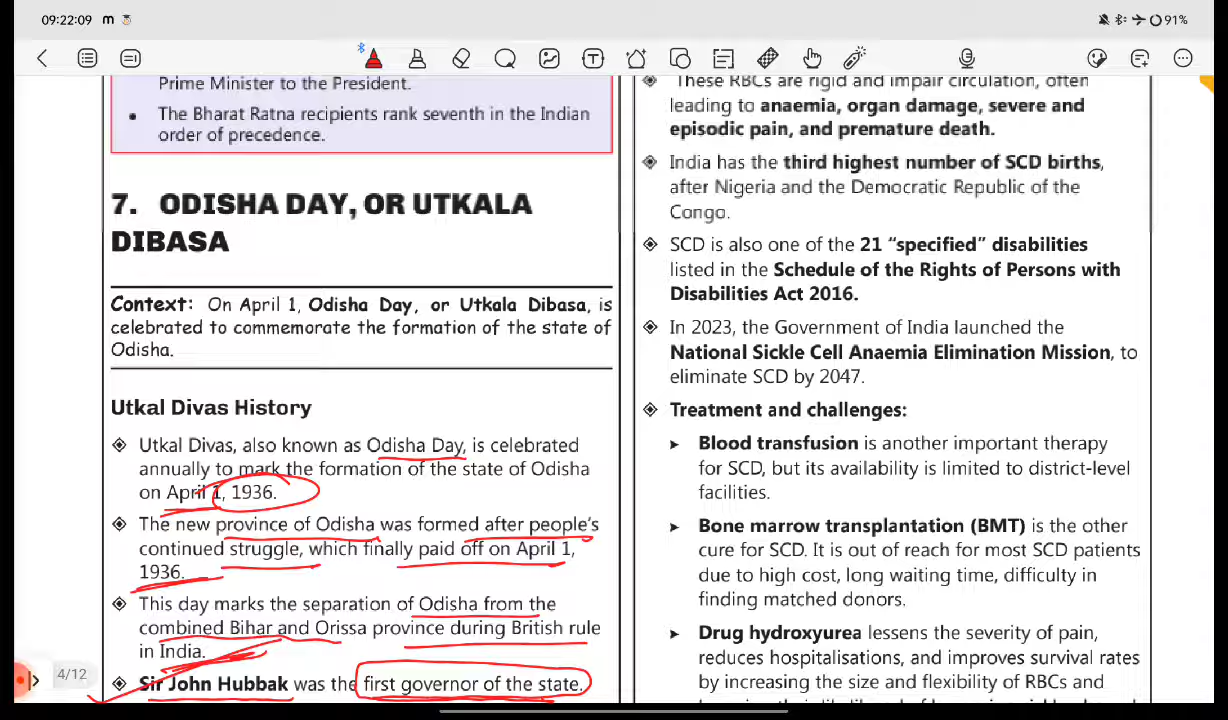 09:22:09 m
91%
Prime Minister to the President.
• The Bharat Ratna recipients rank seventh in the Indian
order of precedence.
7. ODISHA DAY, OR UTKALA
DIBASA
Context: On April 1, Odisha Day, or Utkala Dibasa, is
celebrated to commemorate the formation of the state of
Odisha.
Utkal Divas History
Utkal Divas, also known as Odisha Day, is celebrated
annually to mark the formation of the state of Odisha
on April 1, 1936.
The new province of Odisha was formed after people's
continued struggle, which finally paid off on April 1,
1936.
This day marks the separation of Odisha from the
combined Bihar and Orissa province during British rule
in India.
Sir John Hubbak was the first governor of the state.
4/12
These RBCs are rigid and impair circulation, often
leading to anaemia, organ damage, severe and
episodic pain, and premature death.
India has the third highest number of SCD births,
after Nigeria and the Democratic Republic of the
Congo.
SCD is also one of the 21 “specified” disabilities
listed in the Schedule of the Rights of Persons with
Disabilities Act 2016.
In 2023, the Government of India launched the
National Sickle Cell Anaemia Elimination Mission, to
eliminate SCD by 2047.
Treatment and challenges:
Blood transfusion is another important therapy
for SCD, but its availability is limited to district-level
facilities.
Bone marrow transplantation (BMT) is the other
cure for SCD. It is out of reach for most SCD patients
due to high cost, long waiting time, difficulty in
finding matched donors.
Drug hydroxyurea lessens the severity of pain,
reduces hospitalisations, and improves survival rates
by increasing the size and flexibility of RBCs and